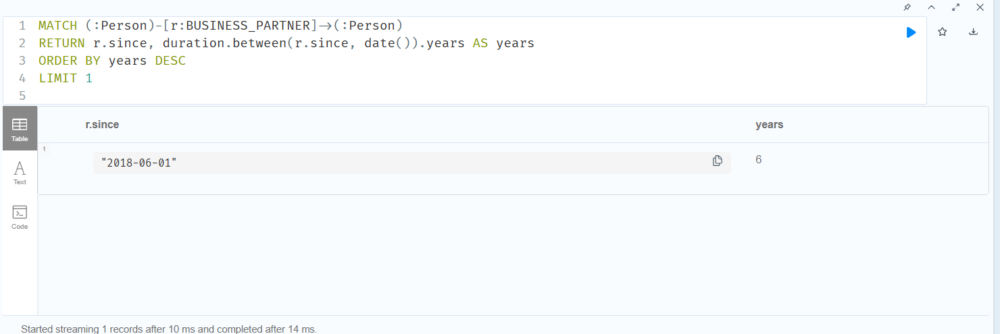 1 MATCH (:Person)-[r:BUSINESS_PARTNER]->(:Person)
2 RETURN r.since, duration.between(r.since, date()).years AS years
3 ORDER BY years DESC
4 LIMIT 1
5
Table
Text
Code
r.since years
1
"2018-06-01" 6
Started streaming 1 records after 10 ms and completed after 14 ms.